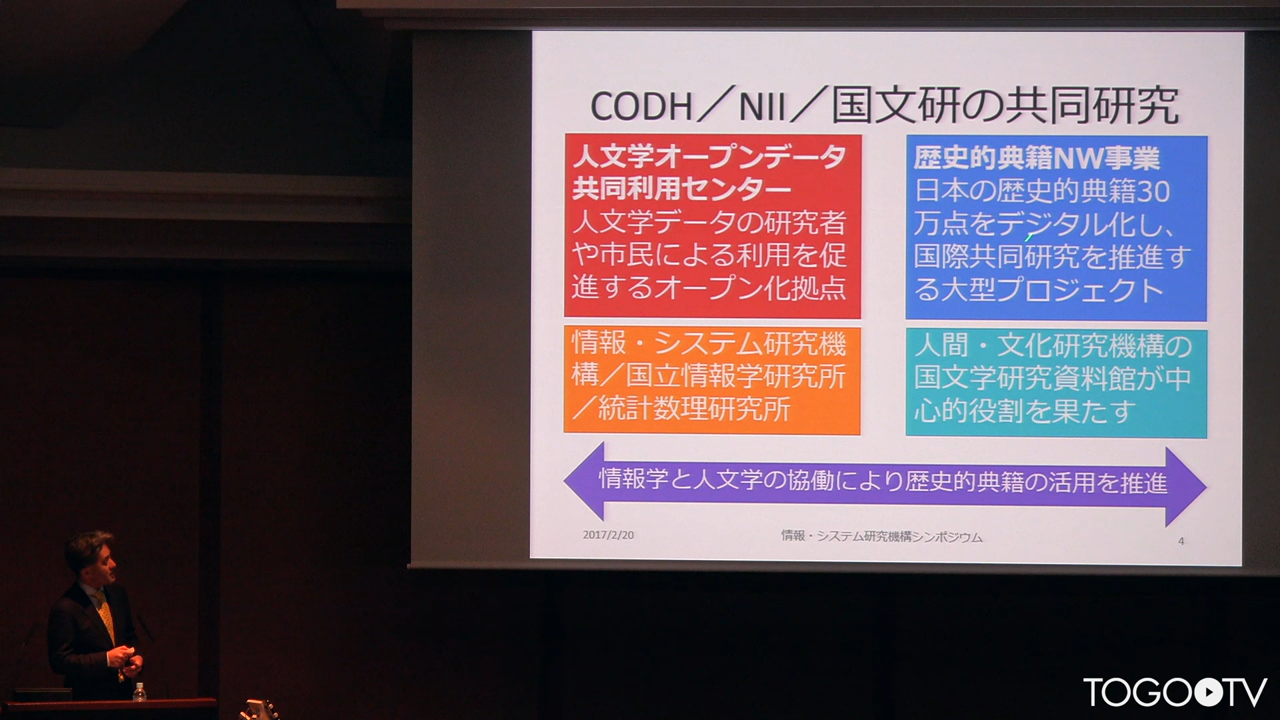 CODH／NII／国文研の共同研究
人文学オープンデータ
共同利用センター
人文学データの研究者
や市民による利用を促
進するオープン化拠点
歴史的典籍NW事業
日本の歴史的典籍30
万点をデジタル化し、
国際共同研究を推進す
る大型プロジェクト
情報・システム研究機
構／国立情報学研究所
／統計数理研究所
人間・文化研究機構の
国文学研究資料館が中
心的役割を果たす
情報学と人文学の協働により歴史的典籍の活用を推進
2017/2/20
情報・システム研究機構シンポジウム
4
TOGO TV